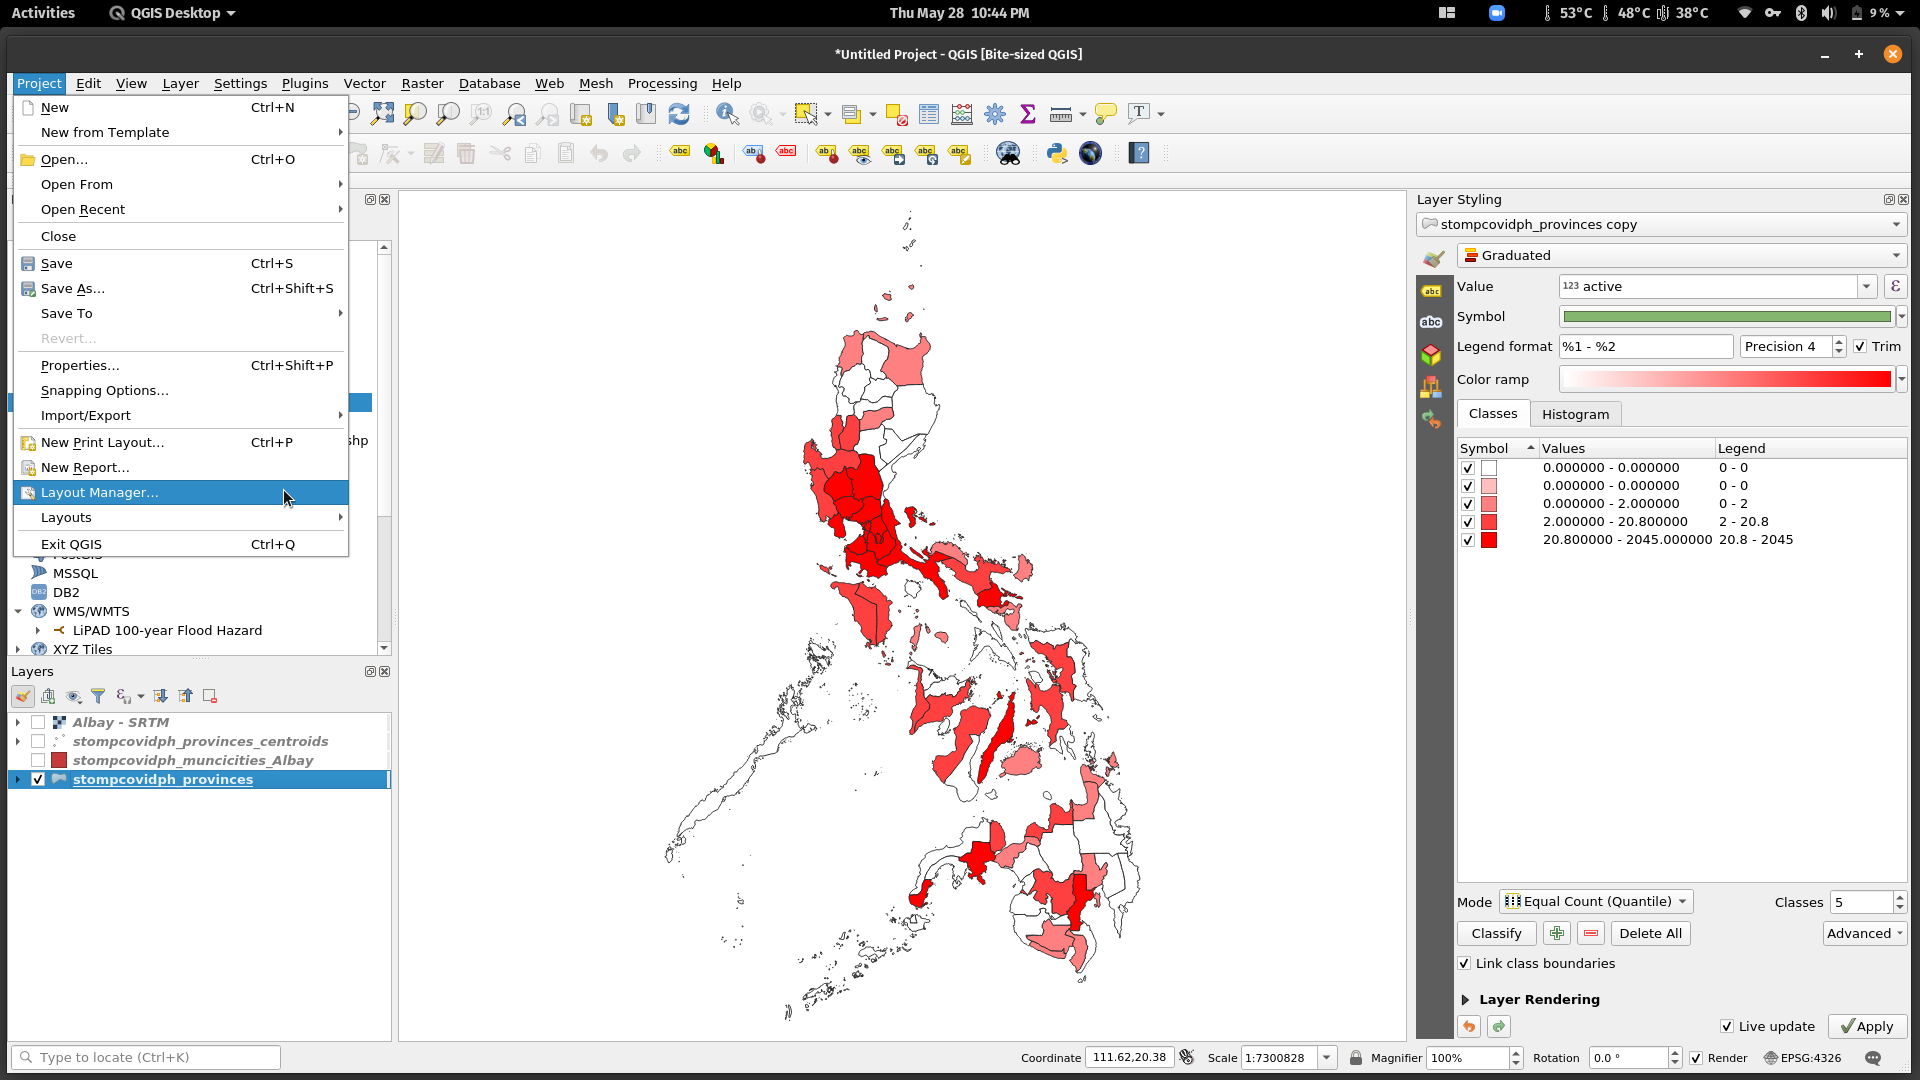 Activities
QGIS Desktop
Thu May 28 10:44 PM
53°C
48°C
38°C
9 %
*Untitled Project - QGIS [Bite-sized QGIS]
Project Edit View Layer Settings Plugins Vector Raster Database Web Mesh Processing Help
New Ctrl+N
New from Template
Open... Ctrl+O
Open From
Open Recent
Close
Save Ctrl+S
Save As... Ctrl+Shift+S
Save To
Revert...
Properties... Ctrl+Shift+P
Snapping Options...
Import/Export
New Print Layout... Ctrl+P
New Report...
Layout Manager...
Layouts
Exit QGIS Ctrl+Q
shp
MSSQL
DB2
WMS/WMTS
LiPAD 100-year Flood Hazard
XYZ Tiles
Layers
Albay - SRTM
stompcovidph_provinces_centroids
stompcovidph_muncicities_Albay
stompcovidph_provinces
Layer Styling
stompcovidph_provinces copy
Graduated
Value 123 active
Symbol
Legend format %1 - %2 Precision 4 Trim
Color ramp
Classes Histogram
Symbol Values Legend
0.000000 - 0.000000 0 - 0
0.000000 - 0.000000 0 - 0
0.000000 - 2.000000 0 - 2
2.000000 - 20.800000 2 - 20.8
20.800000 - 2045.000000 20.8 - 2045
Mode Equal Count (Quantile) Classes 5
Classify Delete All Advanced
Link class boundaries
Layer Rendering
Live update Apply
Type to locate (Ctrl+K)
Coordinate 111.62,20.38 Scale 1:7300828 Magnifier 100% Rotation 0.0 ° Render EPSG:4326